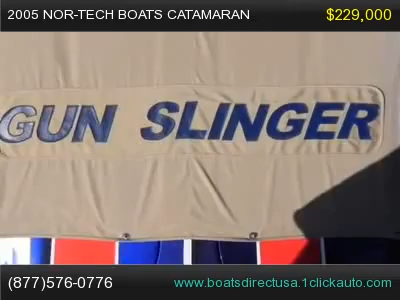 2005 NOR-TECH BOATS CATAMARAN $229,000
GUN SLINGER
(877)576-0776 www.boatsdirectusa.1clickauto.com